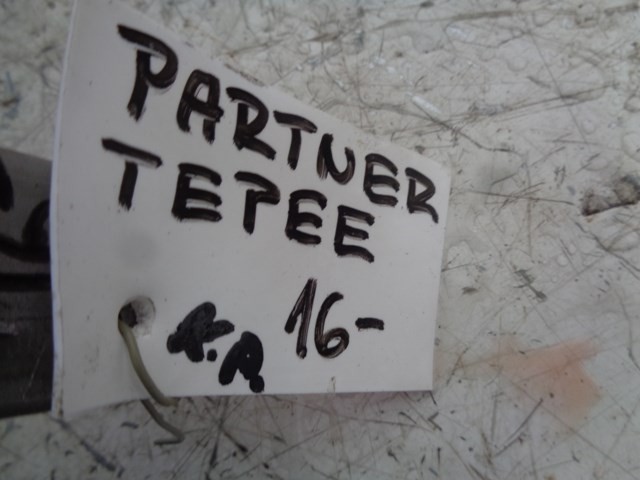 PARTNER
TEPEE
K.P. 16-